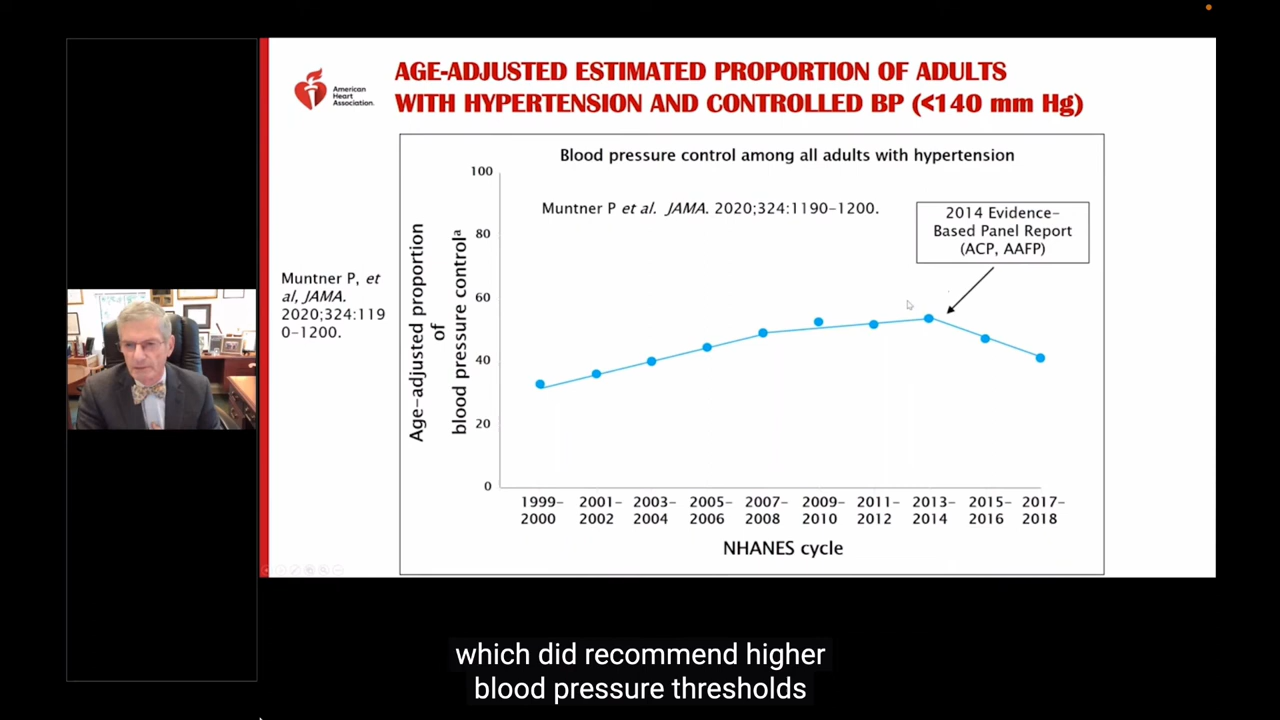 American
Heart
Association.
AGE-ADJUSTED ESTIMATED PROPORTION OF ADULTS
WITH HYPERTENSION AND CONTROLLED BP (<140 mm Hg)
Muntner P, et
al, JAMA.
2020;324:119
0-1200.
Blood pressure control among all adults with hypertension
Muntner P et al. JAMA. 2020;324:1190-1200.
2014 Evidence-
Based Panel Report
(ACP, AAFP)
Age-adjusted proportion
of
blood pressure controlᵃ
100
80
60
40
20
0
1999- 2001- 2003- 2005- 2007- 2009- 2011- 2013- 2015- 2017-
2000 2002 2004 2006 2008 2010 2012 2014 2016 2018
NHANES cycle
which did recommend higher
blood pressure thresholds